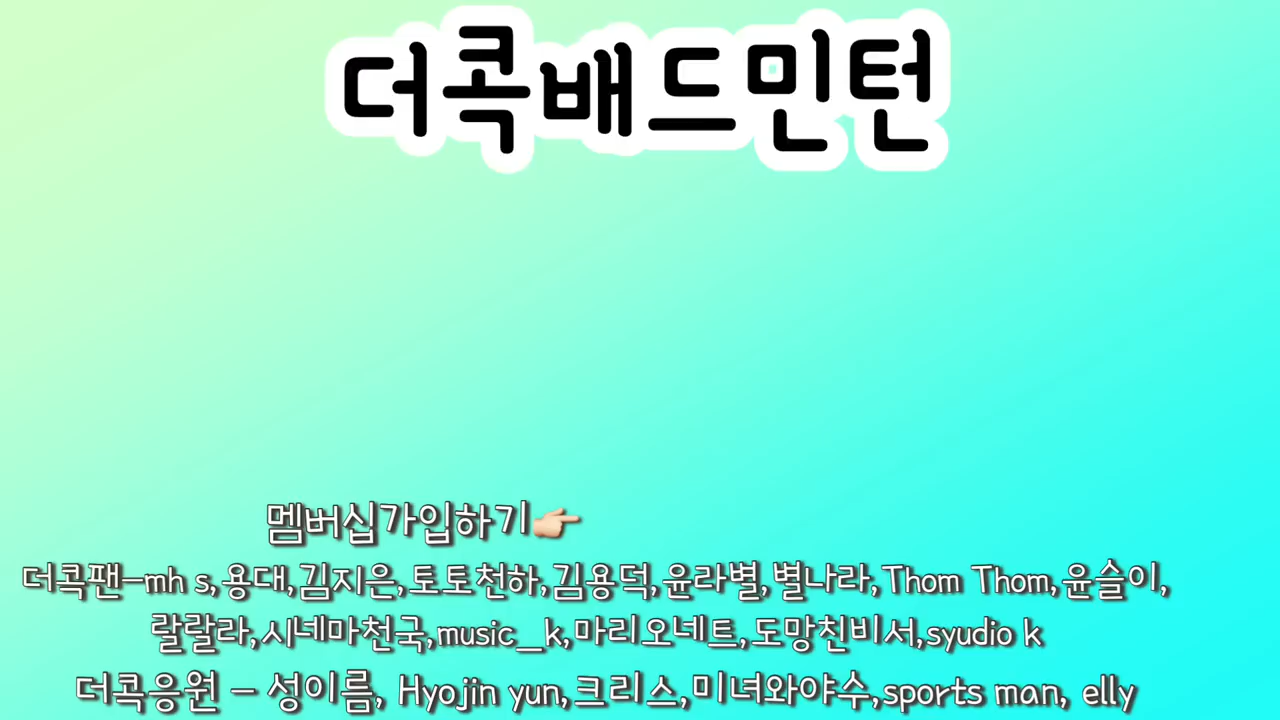 더콕배드민턴
멤버십가입하기👉🏻
더콕팬-mh s,용대,김지은,토토천하,김용덕,윤라별,별나라,Thom Thom,윤슬이,
랄랄라,시네마천국,music_k,마리오네트,도망친비서,syudio k
더콕응원 - 성이름, Hyojin yun,크리스,미녀와야수,sports man, elly